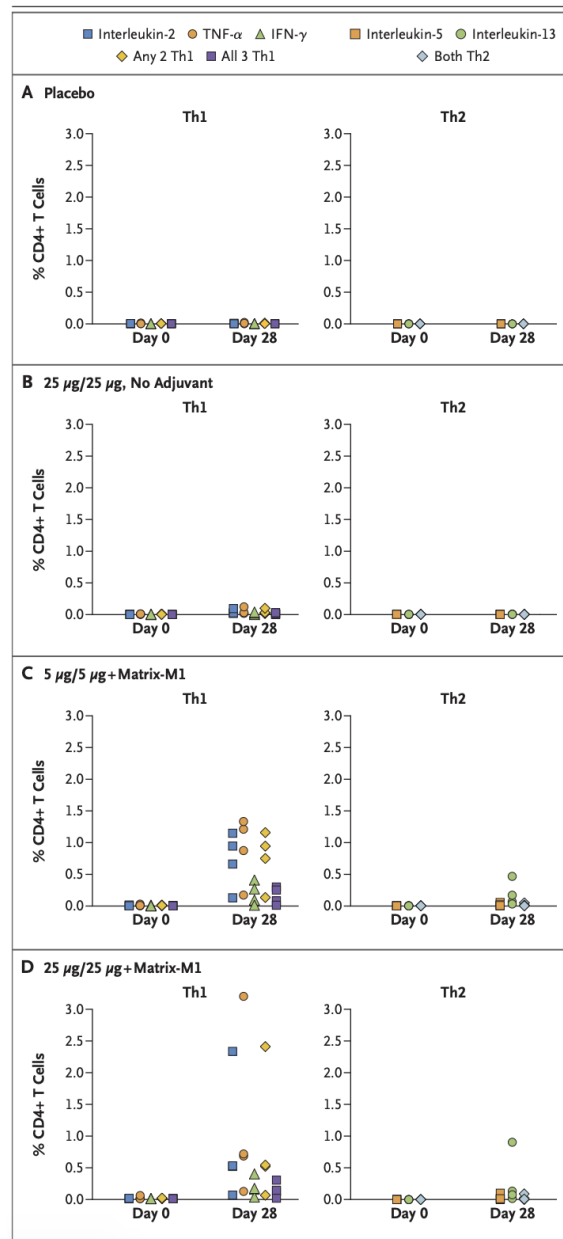 Interleukin-2 TNF-α IFN-γ Interleukin-5 Interleukin-13
Any 2 Th1 All 3 Th1 Both Th2
A Placebo
Th1 Th2
% CD4+ T Cells
3.0 3.0
2.5 2.5
2.0 2.0
1.5 1.5
1.0 1.0
0.5 0.5
0.0 0.0
Day 0 Day 28 Day 0 Day 28
B 25 µg/25 µg, No Adjuvant
Th1 Th2
% CD4+ T Cells
3.0 3.0
2.5 2.5
2.0 2.0
1.5 1.5
1.0 1.0
0.5 0.5
0.0 0.0
Day 0 Day 28 Day 0 Day 28
C 5 µg/5 µg+Matrix-M1
Th1 Th2
% CD4+ T Cells
3.0 3.0
2.5 2.5
2.0 2.0
1.5 1.5
1.0 1.0
0.5 0.5
0.0 0.0
Day 0 Day 28 Day 0 Day 28
D 25 µg/25 µg+Matrix-M1
Th1 Th2
% CD4+ T Cells
3.0 3.0
2.5 2.5
2.0 2.0
1.5 1.5
1.0 1.0
0.5 0.5
0.0 0.0
Day 0 Day 28 Day 0 Day 28